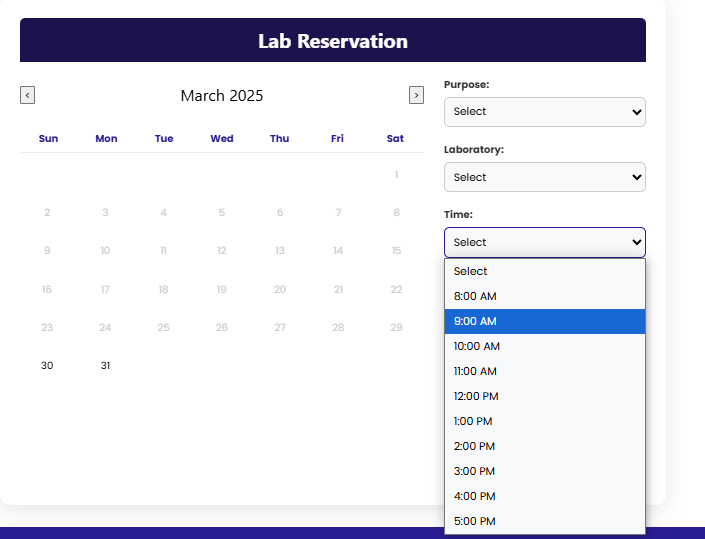 Lab Reservation
< March 2025 >
Sun Mon Tue Wed Thu Fri Sat
1
2 3 4 5 6 7 8
9 10 11 12 13 14 15
16 17 18 19 20 21 22
23 24 25 26 27 28 29
30 31
Purpose:
Select
Laboratory:
Select
Time:
Select
Select
8:00 AM
9:00 AM
10:00 AM
11:00 AM
12:00 PM
1:00 PM
2:00 PM
3:00 PM
4:00 PM
5:00 PM